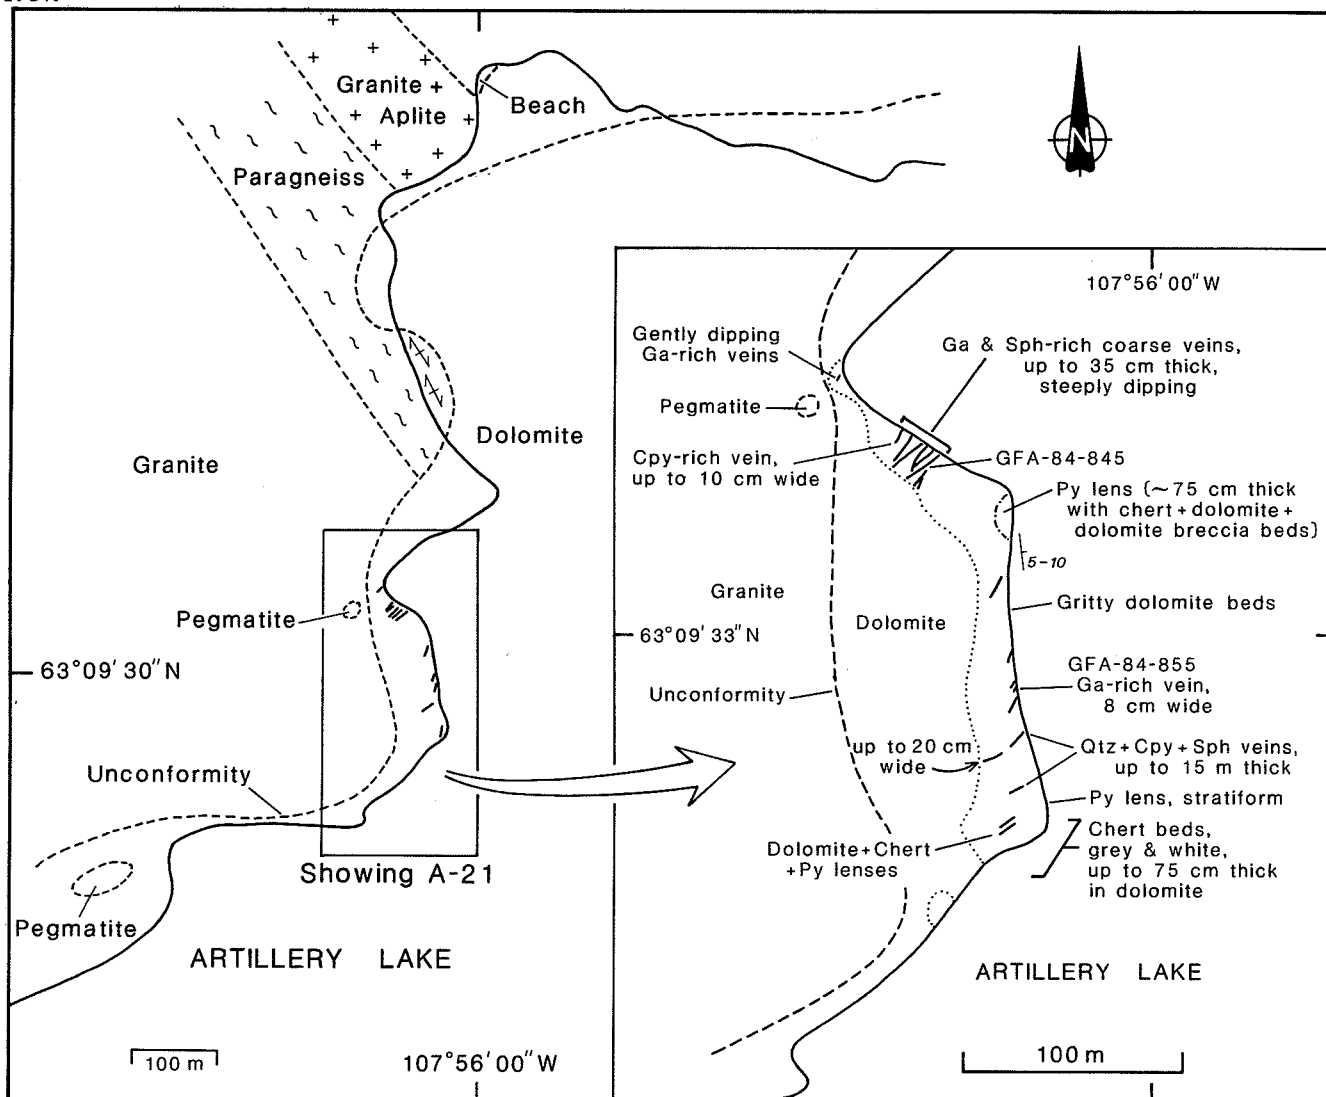 Granite +
Aplite
Beach
Paragneiss
N
Dolomite
Granite
Pegmatite
63°09'30"N
Unconformity
Showing A-21
Pegmatite
ARTILLERY LAKE
100 m
107°56'00"W
107°56'00"W
Gently dipping
Ga-rich veins
Ga & Sph-rich coarse veins,
up to 35 cm thick,
steeply dipping
Pegmatite
Cpy-rich vein,
up to 10 cm wide
GFA-84-845
Py lens (~75 cm thick
with chert+dolomite+
dolomite breccia beds)
5-10
Granite
Gritty dolomite beds
Dolomite
63°09'33"N
GFA-84-855
Ga-rich vein,
8 cm wide
Unconformity
up to 20 cm
wide
Qtz+Cpy+Sph veins,
up to 15 m thick
Py lens, stratiform
Dolomite+Chert
+Py lenses
Chert beds,
grey & white,
up to 75 cm thick
in dolomite
ARTILLERY LAKE
100 m